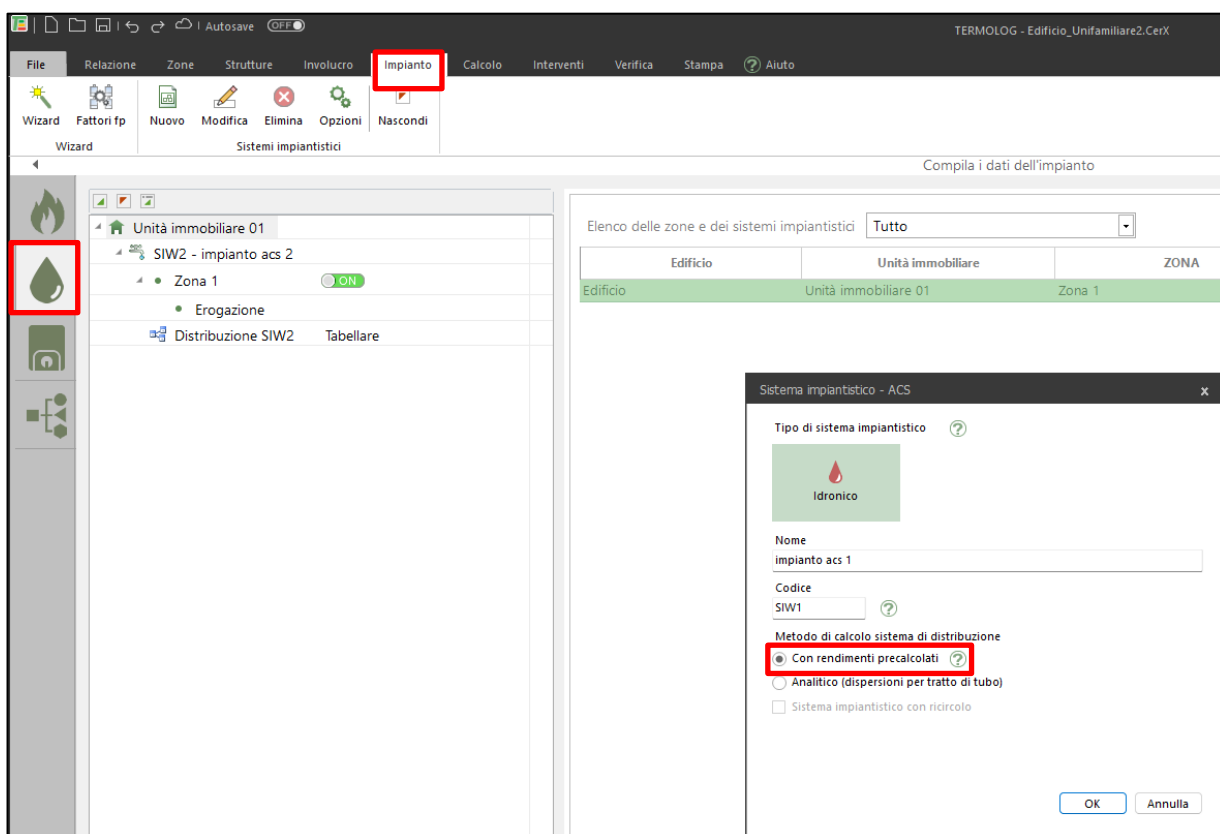 Autosave OFF
TERMOLOG - Edificio_Unifamiliare2.CerX
File Relazione Zone Strutture Involucro Impianto Calcolo Interventi Verifica Stampa ? Aiuto
Wizard Fattori fp Nuovo Modifica Elimina Opzioni Nascondi
Wizard Sistemi impiantistici
Compila i dati dell'impianto
Unità immobiliare 01
SIW2 - impianto acs 2
Zona 1 ON
Erogazione
Distribuzione SIW2 Tabellare
Elenco delle zone e dei sistemi impiantistici Tutto
Edificio Unità immobiliare ZONA
Edificio Unità immobiliare 01 Zona 1
Sistema impiantistico - ACS x
Tipo di sistema impiantistico ?
Idronico
Nome
impianto acs 1
Codice
SIW1 ?
Metodo di calcolo sistema di distribuzione
Con rendimenti precalcolati ?
Analitico (dispersioni per tratto di tubo)
Sistema impiantistico con ricircolo
OK Annulla